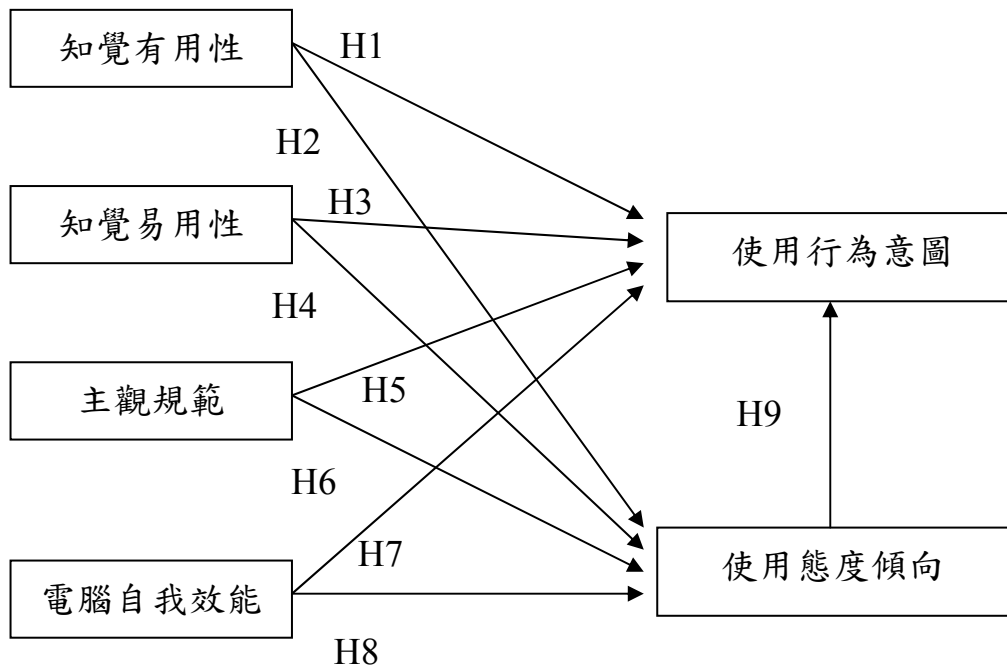 知覺有用性
H1
H2
知覺易用性
H3
使用行為意圖
H4
主觀規範
H5
H9
H6
H7
電腦自我效能
使用態度傾向
H8